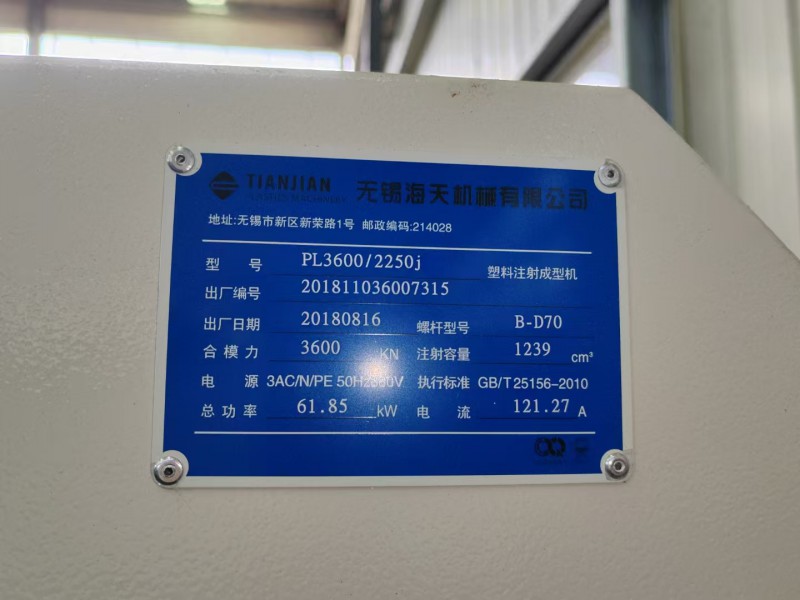 TIANJIAN 无锡海天机械有限公司
地址:无锡市新区新荣路1号 邮政编码:214028
型 号 PL3600/2250j 塑料注射成型机
出厂编号 201811036007315
出厂日期 20180816 螺杆型号 B-D70
合模力 3600 KN 注射容量 1239 cm³
电 源 3AC/N/PE 50Hz380V 执行标准 GB/T25156-2010
总功率 61.85 kW 电 流 121.27 A